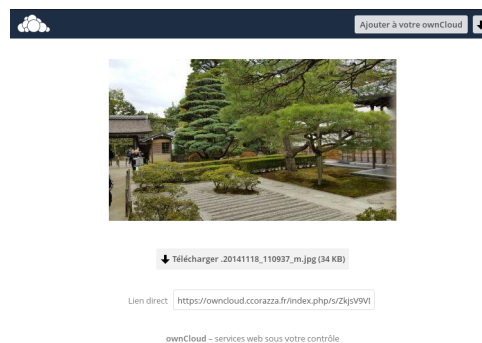 Ajouter à votre ownCloud
Télécharger .20141118_110937_m.jpg (34 KB)
Lien direct https://owncloud.ccorazza.fr/index.php/s/ZkjsV9VI
ownCloud – services web sous votre contrôle